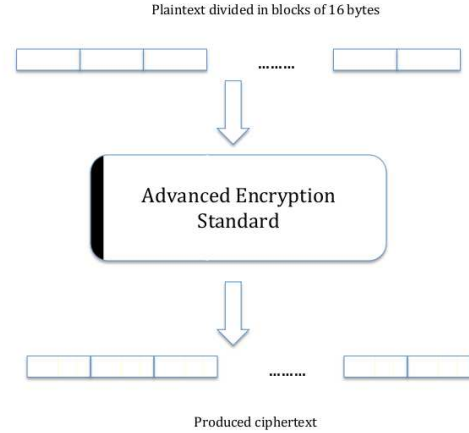 Plaintext divided in blocks of 16 bytes
.........
Advanced Encryption
Standard
.........
Produced ciphertext